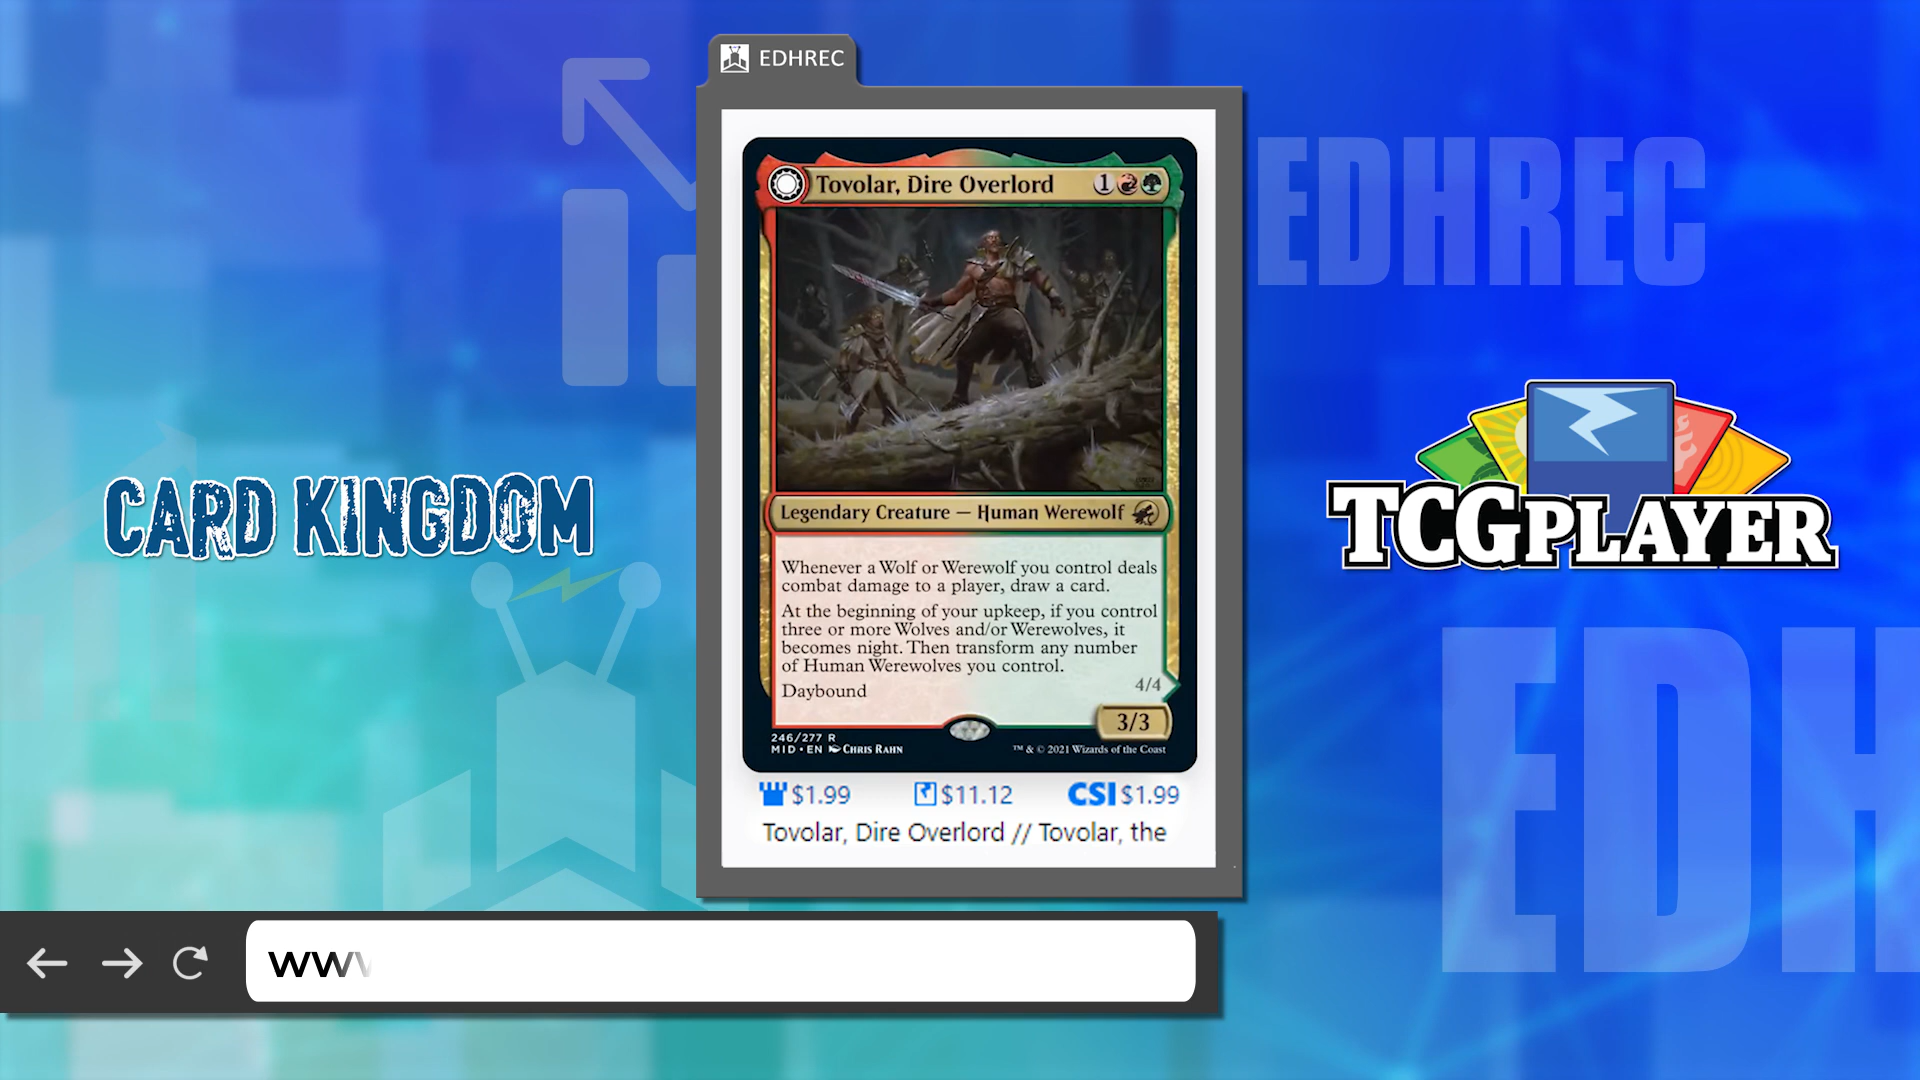 EDHREC
EDHREC
Tovolar, Dire Overlord 1
Legendary Creature — Human Werewolf
Whenever a Wolf or Werewolf you control deals
combat damage to a player, draw a card.
At the beginning of your upkeep, if you control
three or more Wolves and/or Werewolves, it
becomes night. Then transform any number
of Human Werewolves you control.
Daybound
4/4
3/3
246/277 R
MID • EN Chris Rahn
™ & © 2021 Wizards of the Coast
$1.99 $11.12 CSI $1.99
Tovolar, Dire Overlord // Tovolar, the
CARD KINGDOM
TCGPLAYER
EDH
www